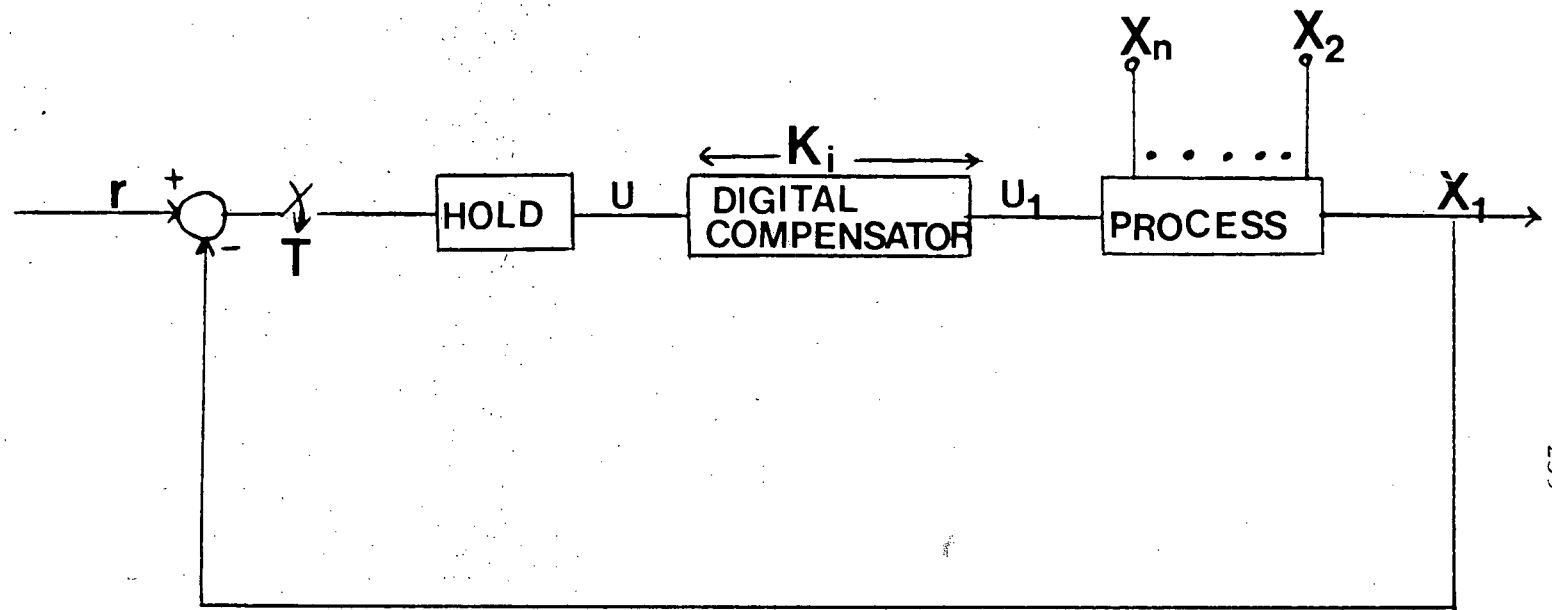 Xn X2
Ki
r + HOLD U DIGITAL COMPENSATOR U1 PROCESS X1
- T
. . . . .